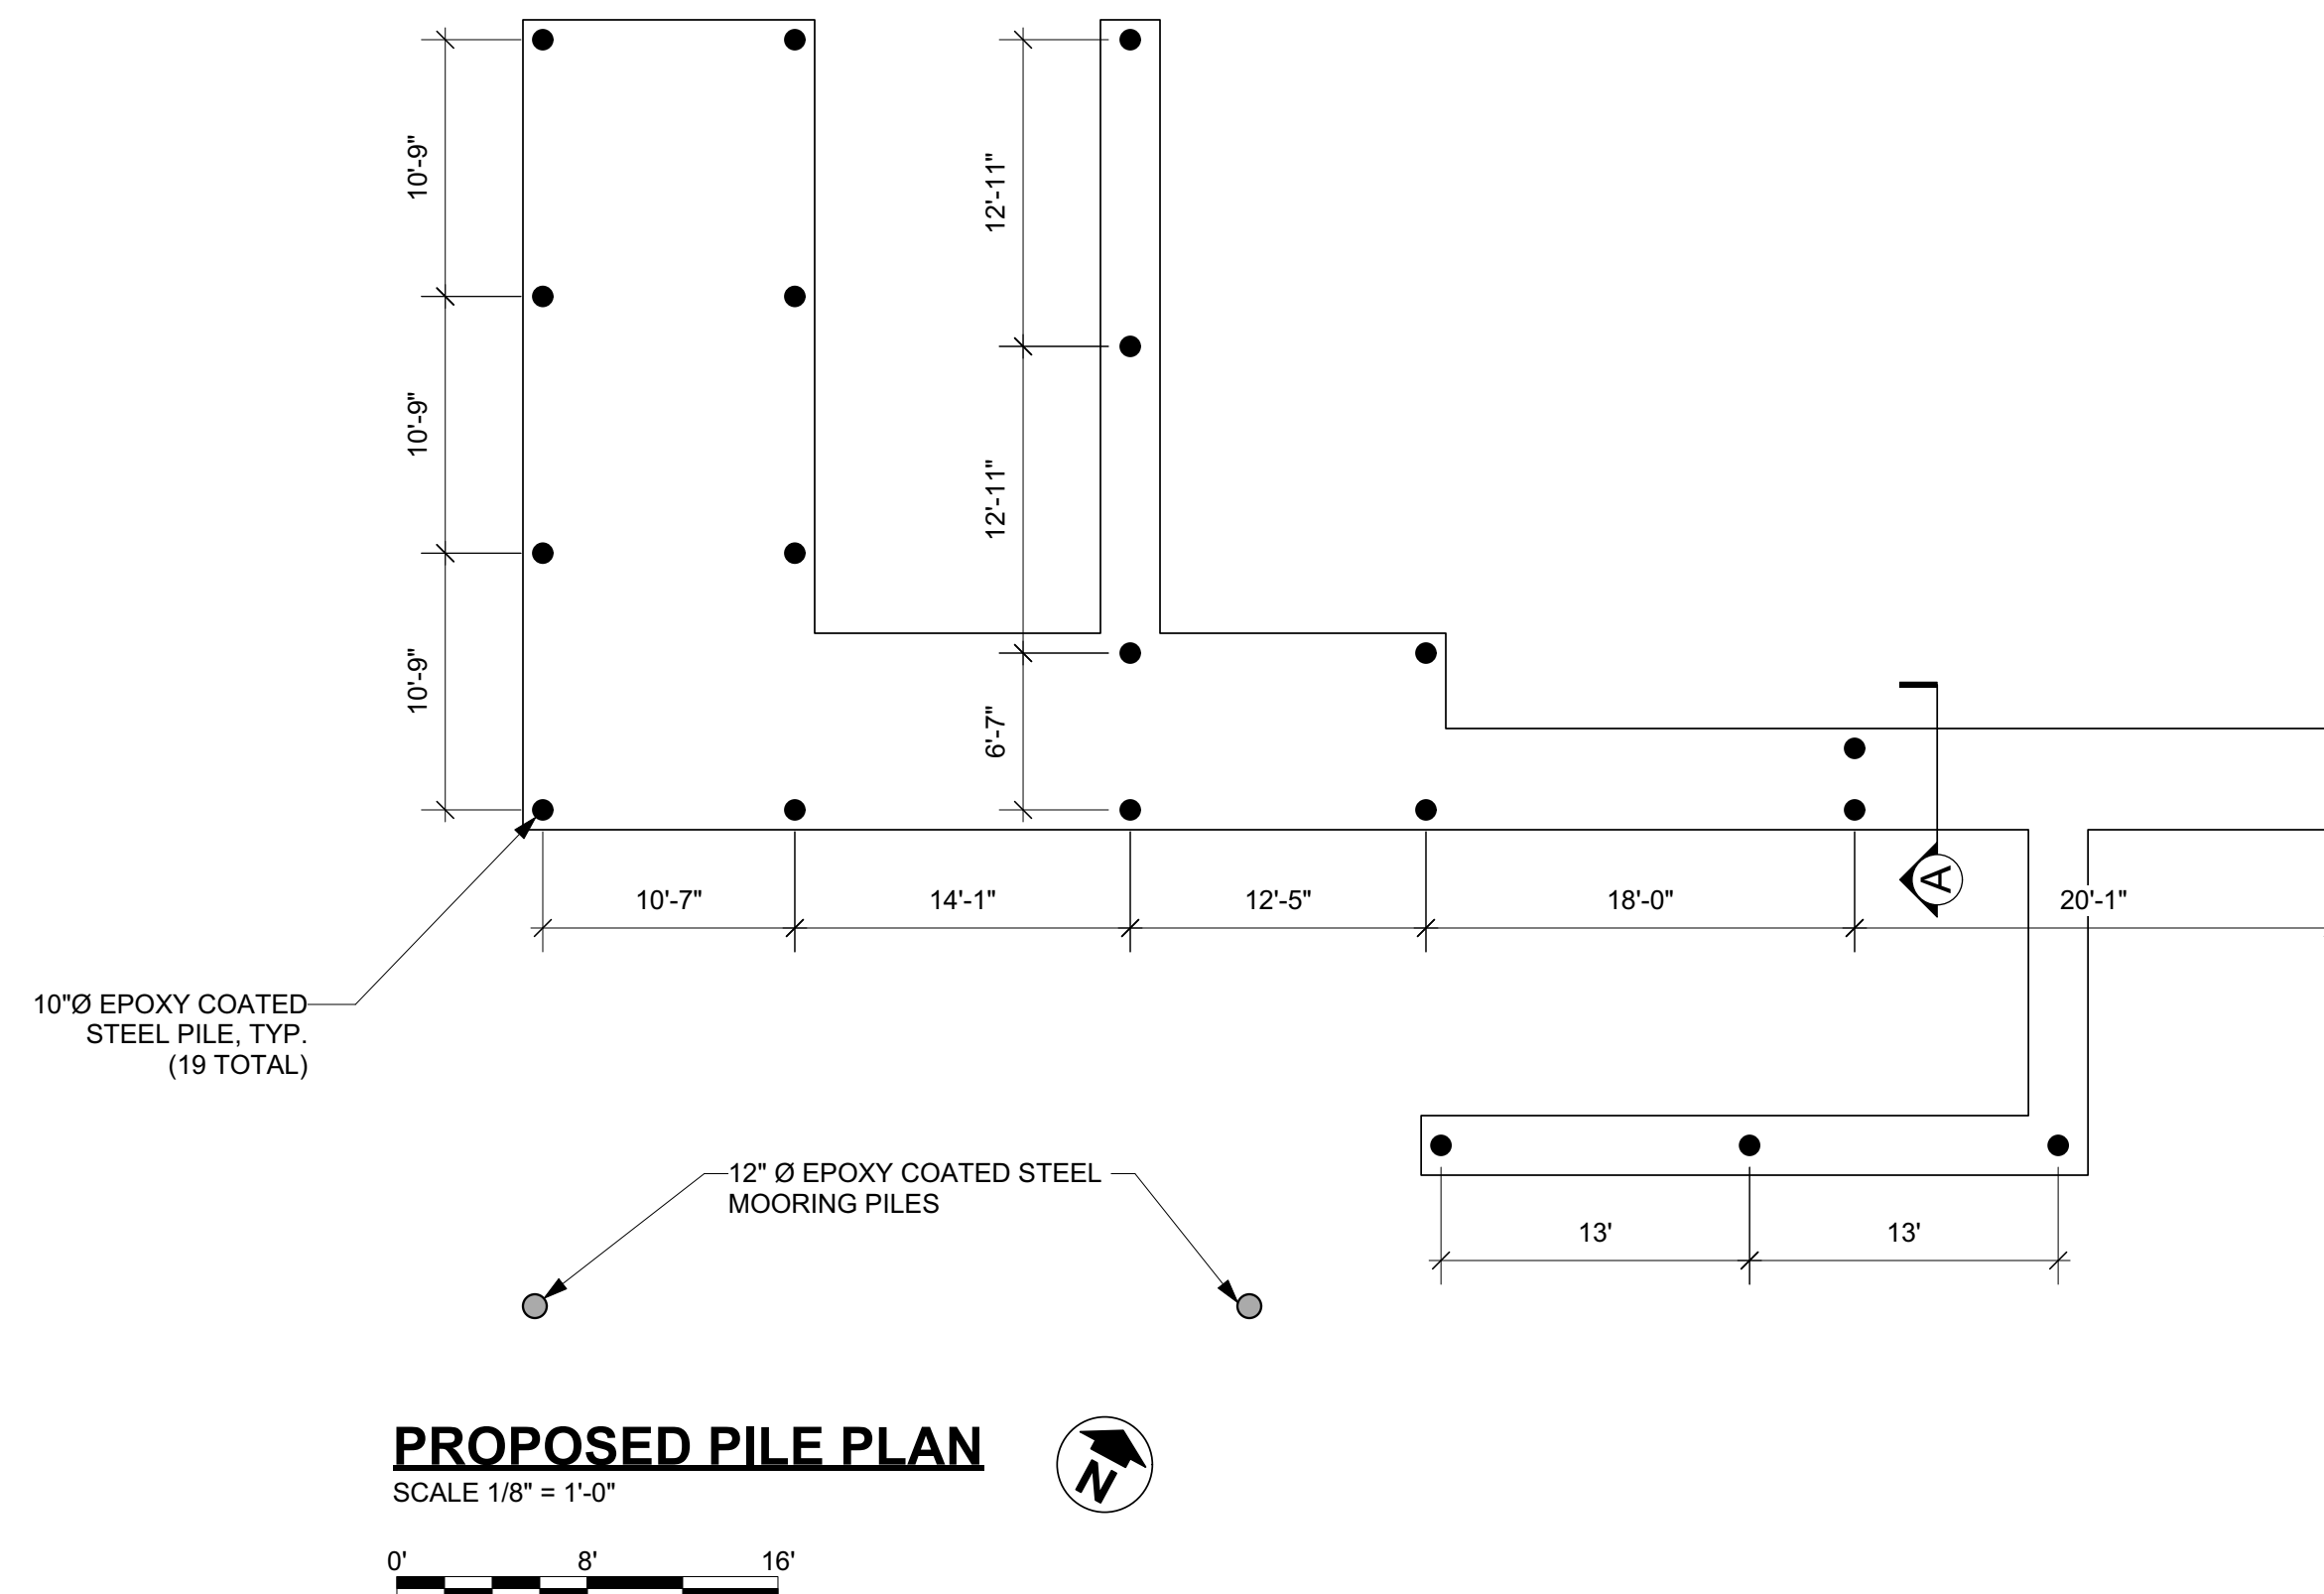 10'-9"
12'-11"
10'-9"
12'-11"
10'-9"
6'-7"
10'-7"
14'-1"
12'-5"
18'-0"
A
20'-1"
10"Ø EPOXY COATED
STEEL PILE, TYP.
(19 TOTAL)
12" Ø EPOXY COATED STEEL
MOORING PILES
13'
13'
PROPOSED PILE PLAN
N
SCALE 1/8" = 1'-0"
0'
8'
16'